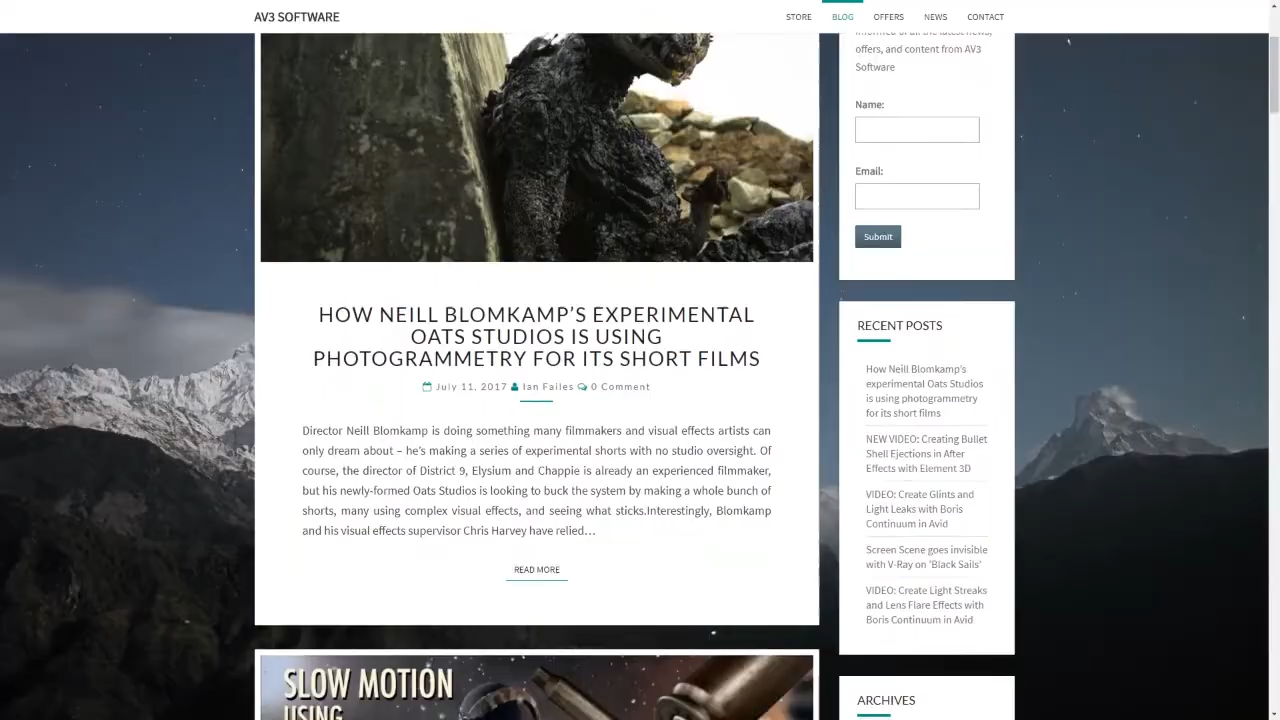 AV3 SOFTWARE
STORE BLOG OFFERS NEWS CONTACT
HOW NEILL BLOMKAMP’S EXPERIMENTAL
OATS STUDIOS IS USING
PHOTOGRAMMETRY FOR ITS SHORT FILMS
July 11, 2017 Ian Failes 0 Comment
Director Neill Blomkamp is doing something many filmmakers and visual effects artists can
only dream about – he’s making a series of experimental shorts with no studio oversight. Of
course, the director of District 9, Elysium and Chappie is already an experienced filmmaker,
but his newly-formed Oats Studios is looking to buck the system by making a whole bunch of
shorts, many using complex visual effects, and seeing what sticks.Interestingly, Blomkamp
and his visual effects supervisor Chris Harvey have relied…
READ MORE
SLOW MOTION
USING
informed of all the latest news,
offers, and content from AV3
Software
Name:
Email:
Submit
RECENT POSTS
How Neill Blomkamp’s
experimental Oats Studios
is using photogrammetry
for its short films
NEW VIDEO: Creating Bullet
Shell Ejections in After
Effects with Element 3D
VIDEO: Create Glints and
Light Leaks with Boris
Continuum in Avid
Screen Scene goes invisible
with V-Ray on ‘Black Sails’
VIDEO: Create Light Streaks
and Lens Flare Effects with
Boris Continuum in Avid
ARCHIVES